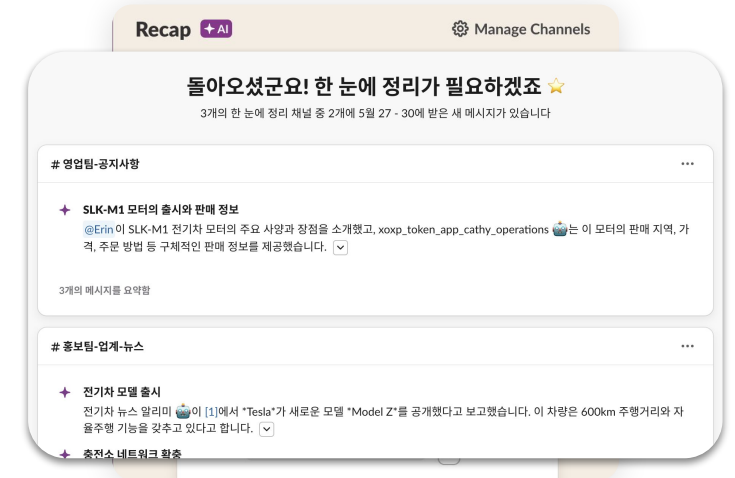 Recap AI
Manage Channels
돌아오셨군요! 한 눈에 정리가 필요하겠죠
3개의 한 눈에 정리 채널 중 2개에 5월 27 - 30에 받은 새 메시지가 있습니다
# 영업팀-공지사항
SLK-M1 모터의 출시와 판매 정보
@Erin이 SLK-M1 전기차 모터의 주요 사양과 장점을 소개했고, xoxp_token_app_cathy_operations 는 이 모터의 판매 지역, 가
격, 주문 방법 등 구체적인 판매 정보를 제공했습니다.
3개의 메시지를 요약함
# 홍보팀-업계-뉴스
전기차 모델 출시
전기차 뉴스 알리미 이 [1]에서 *Tesla*가 새로운 모델 *Model Z*를 공개했다고 보고했습니다. 이 차량은 600km 주행거리와 자
율주행 기능을 갖추고 있다고 합니다.
충전소 네트워크 확충